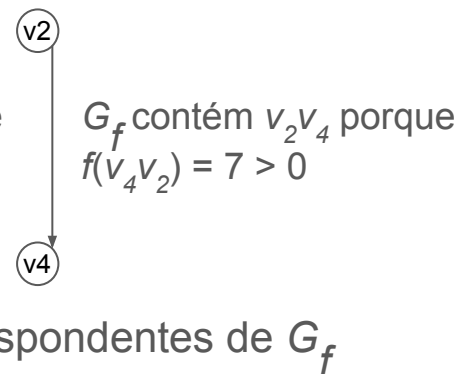 v2
G_f contém v_2v_4 porque
f(v_4v_2) = 7 > 0
v4
spondentes de G_f